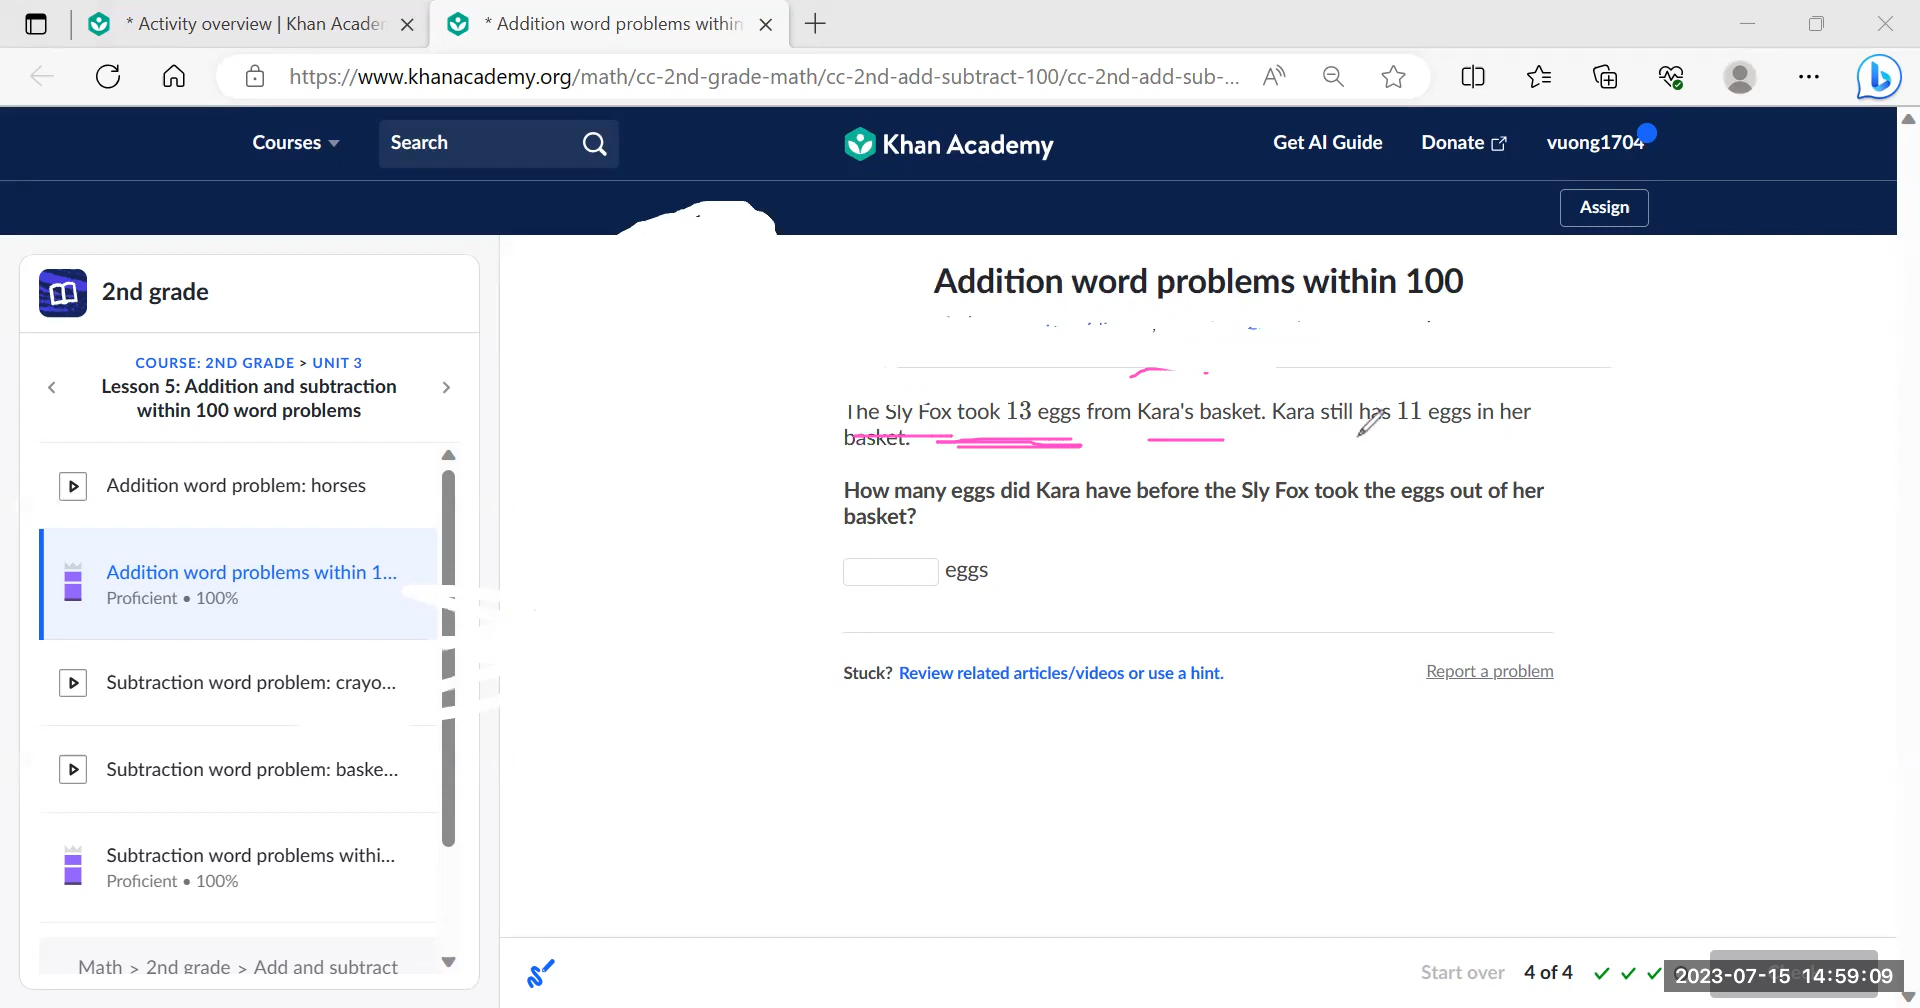 * Activity overview | Khan Acader
* Addition word problems within
https://www.khanacademy.org/math/cc-2nd-grade-math/cc-2nd-add-subtract-100/cc-2nd-add-sub-...
Courses
Search
Khan Academy
Get AI Guide
Donate
vuong1704
Assign
2nd grade
COURSE: 2ND GRADE > UNIT 3
Lesson 5: Addition and subtraction
within 100 word problems
Addition word problem: horses
Addition word problems within 1...
Proficient • 100%
Subtraction word problem: crayo...
Subtraction word problem: baske...
Subtraction word problems withi...
Proficient • 100%
Math > 2nd grade > Add and subtract
Addition word problems within 100
The Sly Fox took 13 eggs from Kara's basket. Kara still has 11 eggs in her
basket.
How many eggs did Kara have before the Sly Fox took the eggs out of her
basket?
eggs
Stuck? Review related articles/videos or use a hint.
Report a problem
Start over
4 of 4
2023-07-15 14:59:09